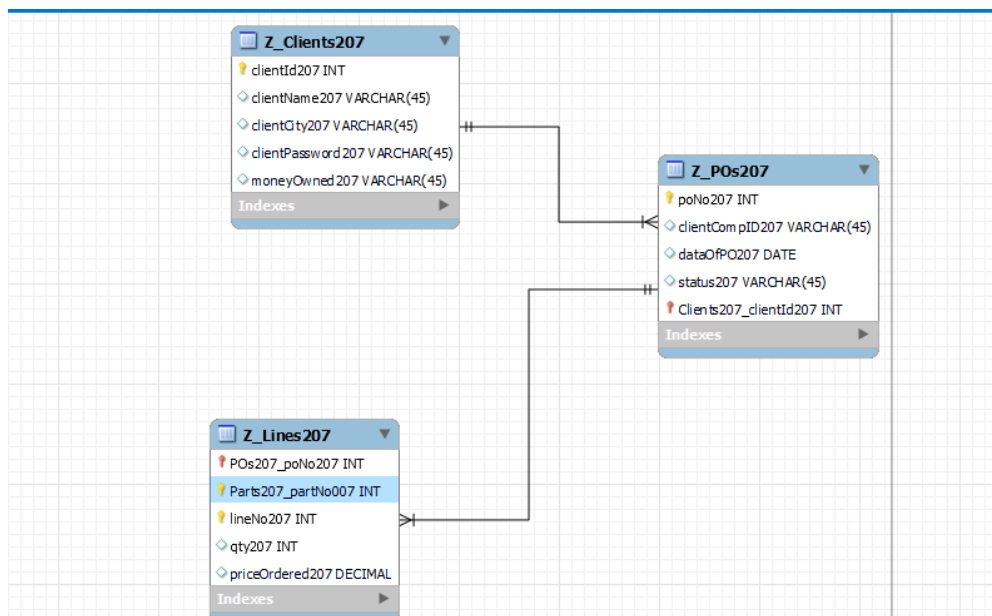 Z_Clients207
clientId207 INT
clientName207 VARCHAR(45)
clientCity207 VARCHAR(45)
clientPassword207 VARCHAR(45)
moneyOwned207 VARCHAR(45)
Indexes
Z_POs207
poNo207 INT
clientCompID207 VARCHAR(45)
dataOfPO207 DATE
status207 VARCHAR(45)
Clients207_clientId207 INT
Indexes
Z_Lines207
POs207_poNo207 INT
Parts207_partNo007 INT
lineNo207 INT
qty207 INT
priceOrdered207 DECIMAL
Indexes